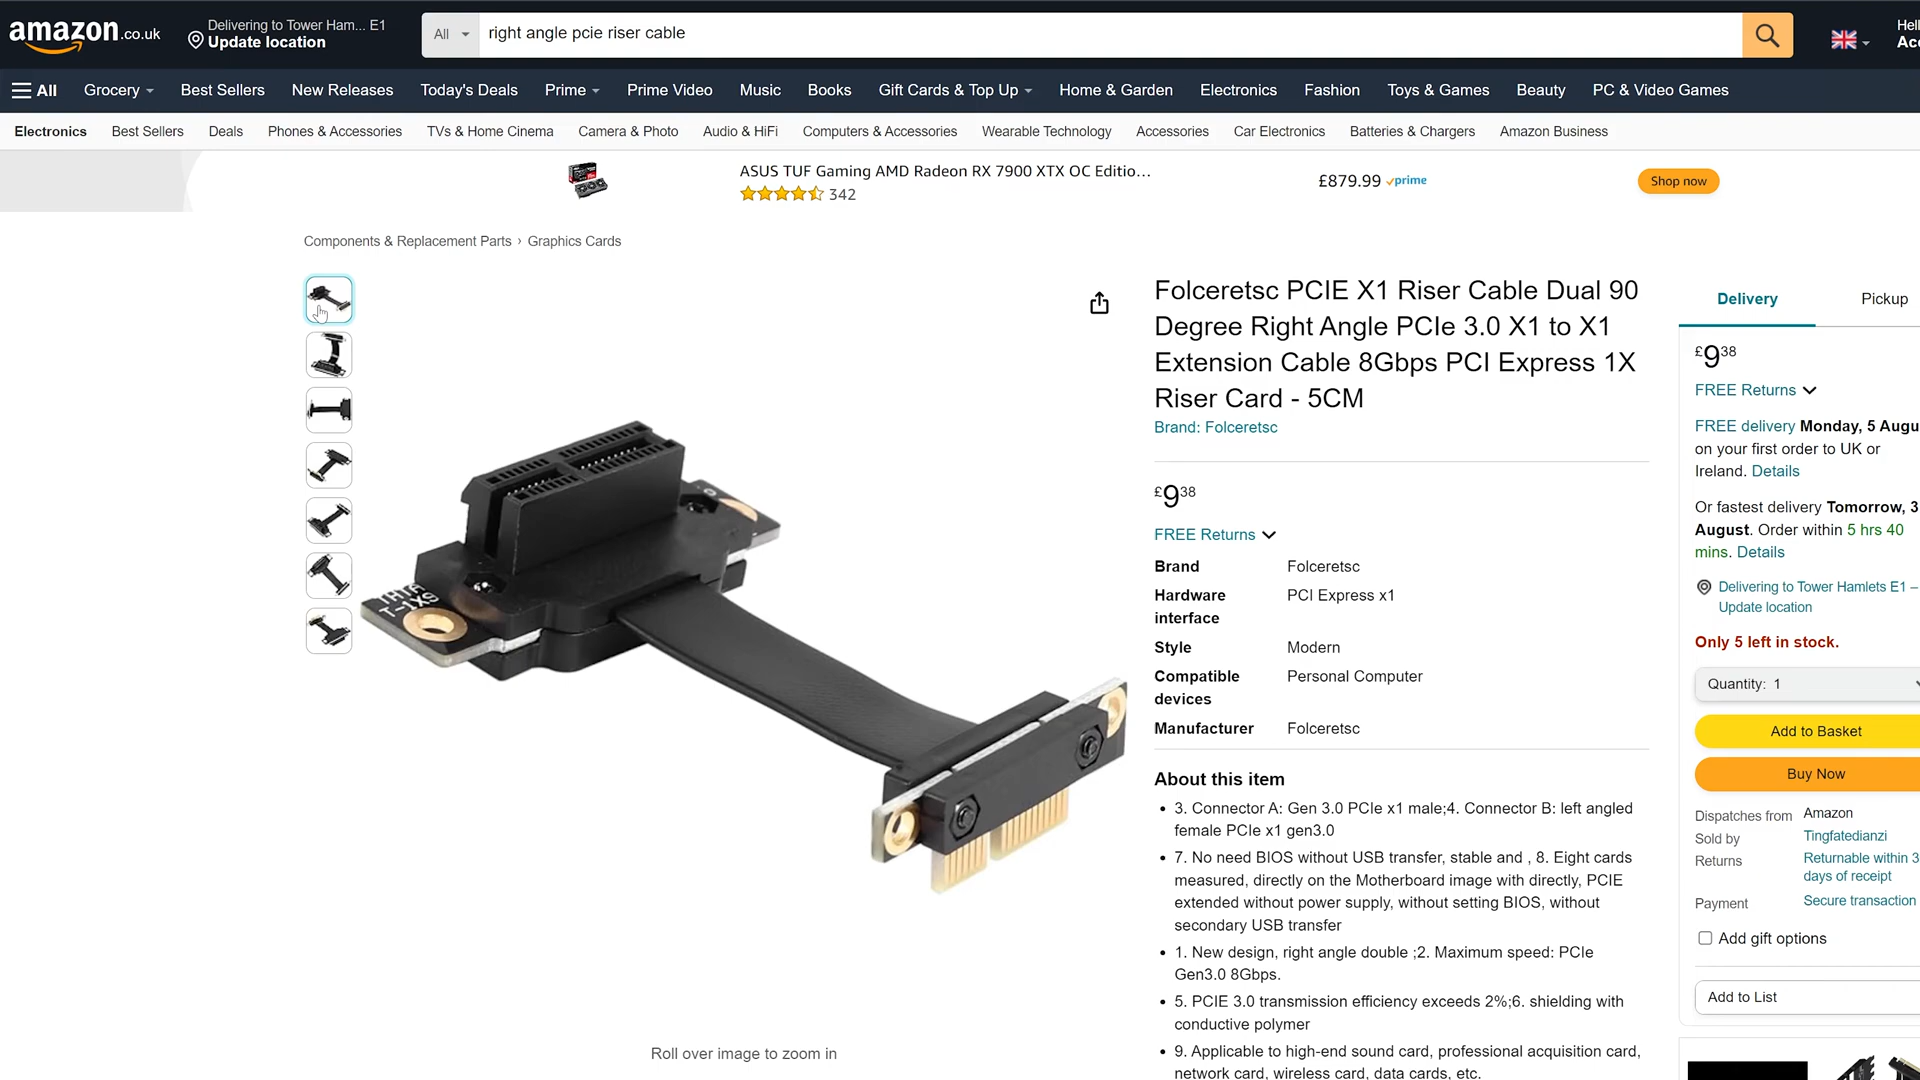 amazon.co.uk
Delivering to Tower Ham... E1
Update location
All
right angle pcie riser cable
All
Grocery
Best Sellers
New Releases
Today's Deals
Prime
Prime Video
Music
Books
Gift Cards & Top Up
Home & Garden
Electronics
Fashion
Toys & Games
Beauty
PC & Video Games
Electronics
Best Sellers
Deals
Phones & Accessories
TVs & Home Cinema
Camera & Photo
Audio & HiFi
Computers & Accessories
Wearable Technology
Accessories
Car Electronics
Batteries & Chargers
Amazon Business
ASUS TUF Gaming AMD Radeon RX 7900 XTX OC Editio...
342
£879.99 prime
Shop now
Components & Replacement Parts › Graphics Cards
T-1X9
Roll over image to zoom in
Folceretsc PCIE X1 Riser Cable Dual 90
Degree Right Angle PCIe 3.0 X1 to X1
Extension Cable 8Gbps PCI Express 1X
Riser Card - 5CM
Brand: Folceretsc
£9 38
FREE Returns
Brand Folceretsc
Hardware interface PCI Express x1
Style Modern
Compatible devices Personal Computer
Manufacturer Folceretsc
About this item
3. Connector A: Gen 3.0 PCIe x1 male;4. Connector B: left angled
female PCIe x1 gen3.0
7. No need BIOS without USB transfer, stable and , 8. Eight cards
measured, directly on the Motherboard image with directly, PCIE
extended without power supply, without setting BIOS, without
secondary USB transfer
1. New design, right angle double ;2. Maximum speed: PCIe
Gen3.0 8Gbps.
5. PCIE 3.0 transmission efficiency exceeds 2%;6. shielding with
conductive polymer
9. Applicable to high-end sound card, professional acquisition card,
network card, wireless card, data cards, etc.
Delivery
Pickup
£9 38
FREE Returns
FREE delivery Monday, 5 Augu
on your first order to UK or
Ireland. Details
Or fastest delivery Tomorrow, 3
August. Order within 5 hrs 40
mins. Details
Delivering to Tower Hamlets E1 –
Update location
Only 5 left in stock.
Quantity: 1
Add to Basket
Buy Now
Dispatches from Amazon
Sold by Tingfatedianzi
Returns Returnable within 3
days of receipt
Payment Secure transaction
Add gift options
Add to List